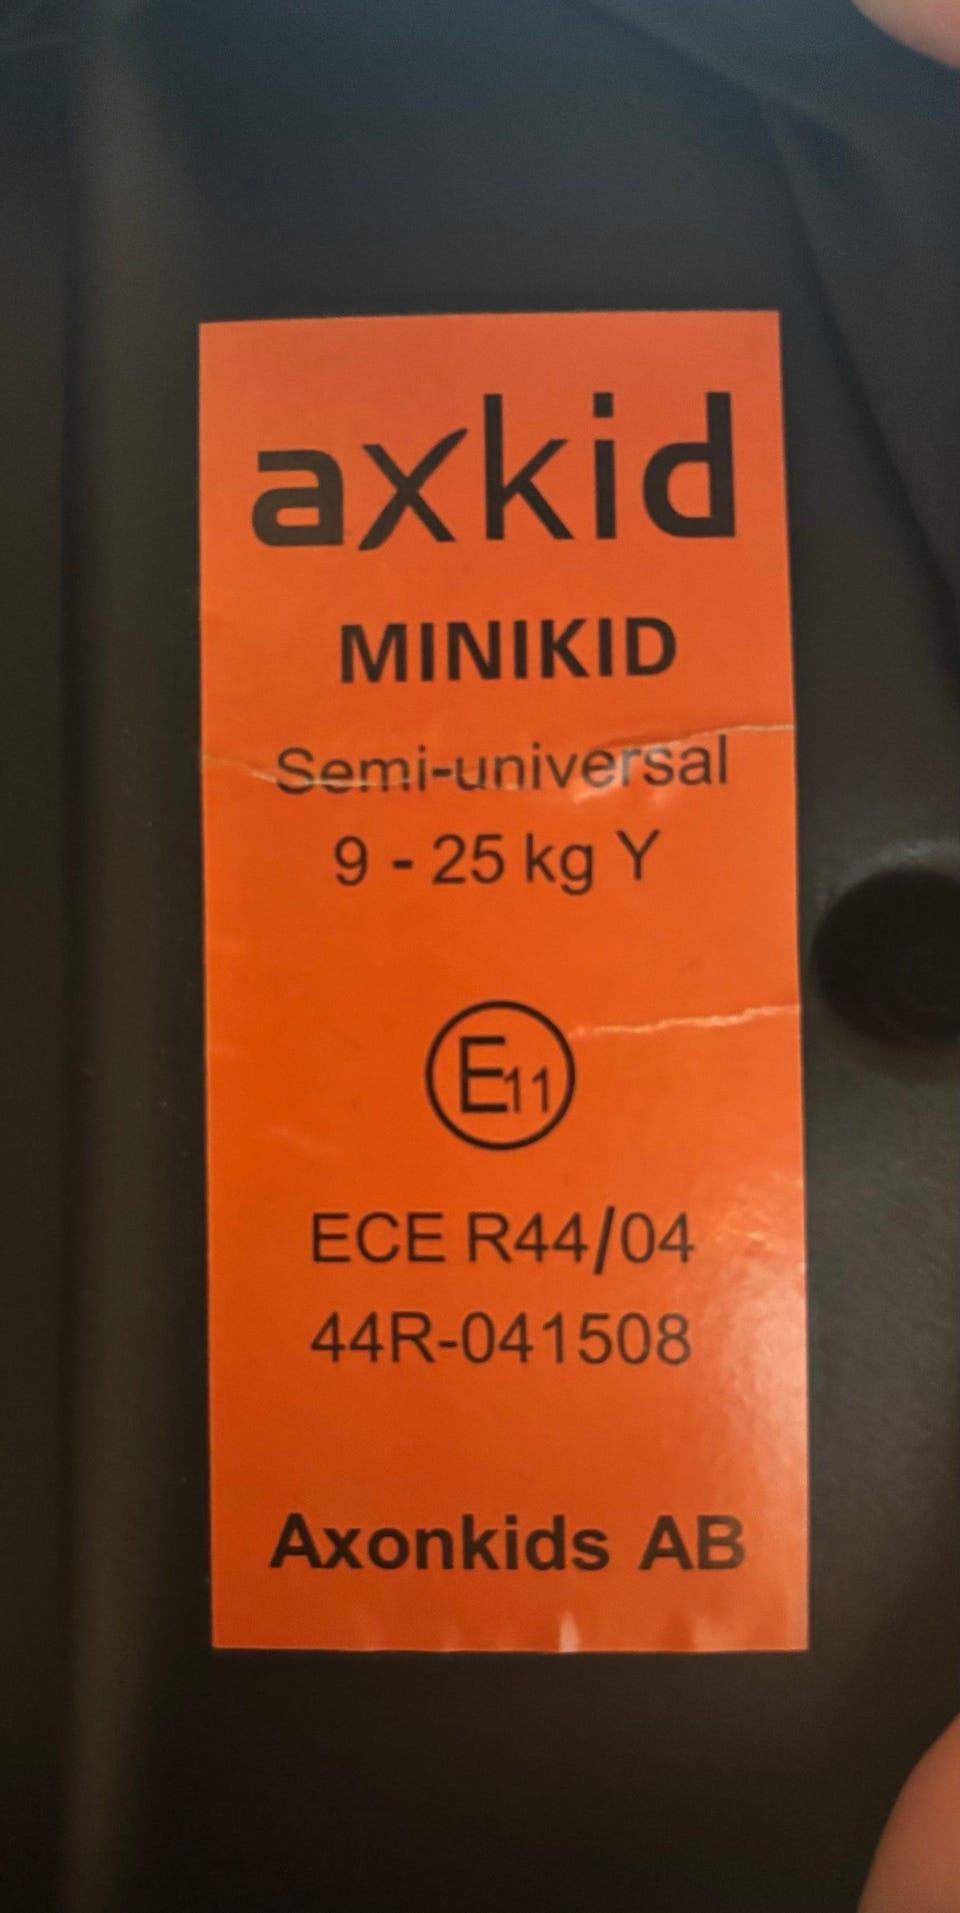 axkid
MINIKID
Semi-universal
9 - 25 kg Y
E11
ECE R44/04
44R-041508
Axonkids AB